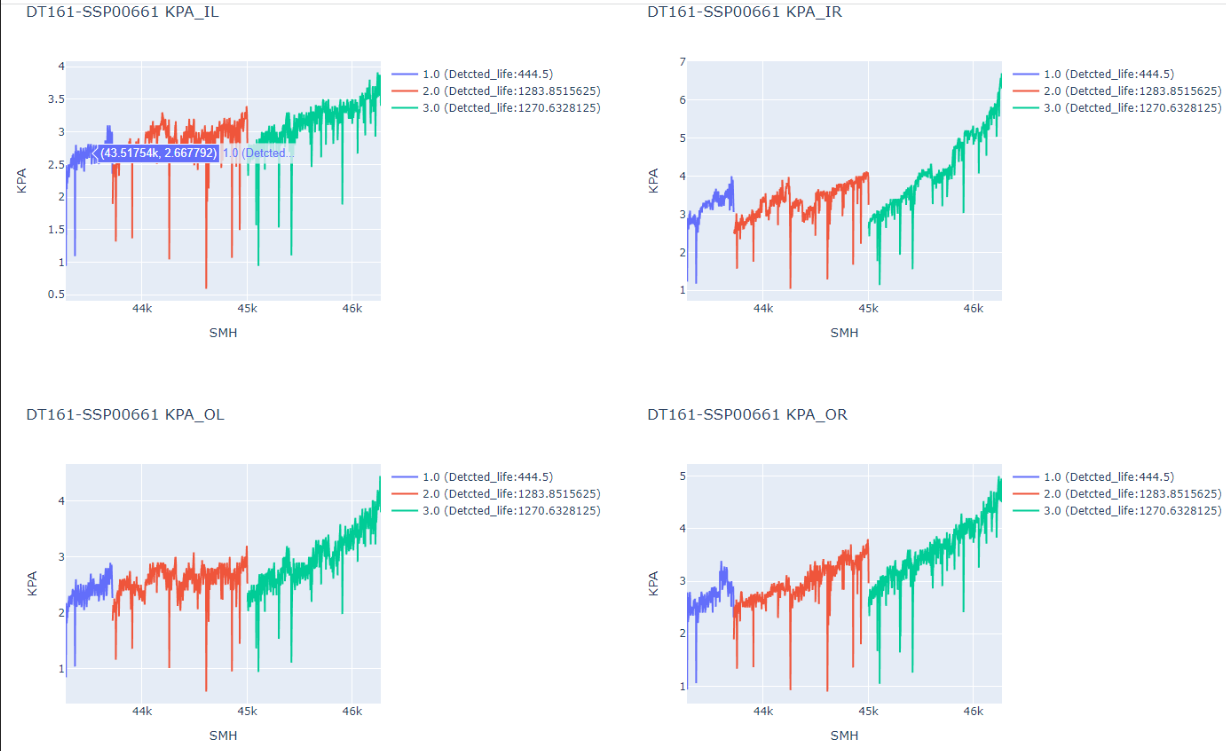 DT161-SSP00661 KPA_IL
4
3.5
3
2.5
2
1.5
1
0.5
KPA
44k
45k
46k
SMH
1.0 (Detcted_life:444.5)
2.0 (Detcted_life:1283.8515625)
3.0 (Detcted_life:1270.6328125)
(43.51754k, 2.667792)
1.0 (Detcted...
DT161-SSP00661 KPA_IR
7
6
5
4
3
2
1
KPA
44k
45k
46k
SMH
1.0 (Detcted_life:444.5)
2.0 (Detcted_life:1283.8515625)
3.0 (Detcted_life:1270.6328125)
DT161-SSP00661 KPA_OL
4
3
2
1
KPA
44k
45k
46k
SMH
1.0 (Detcted_life:444.5)
2.0 (Detcted_life:1283.8515625)
3.0 (Detcted_life:1270.6328125)
DT161-SSP00661 KPA_OR
5
4
3
2
1
KPA
44k
45k
46k
SMH
1.0 (Detcted_life:444.5)
2.0 (Detcted_life:1283.8515625)
3.0 (Detcted_life:1270.6328125)